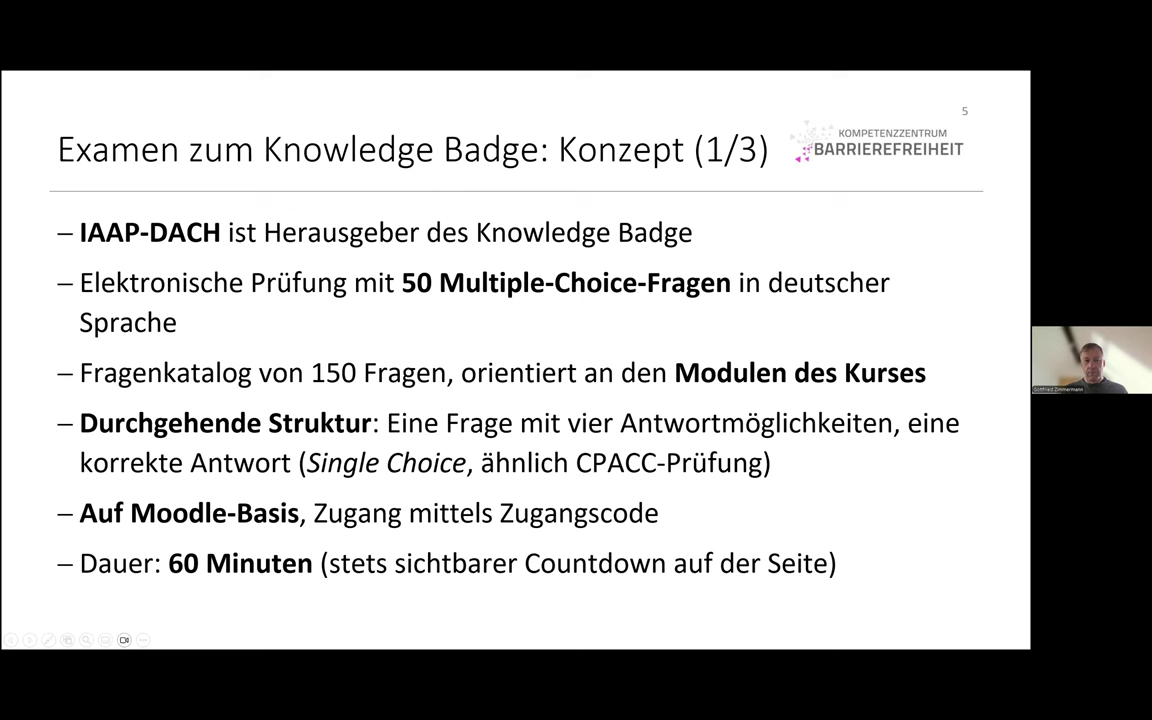 5
Examen zum Knowledge Badge: Konzept (1/3)
KOMPETENZZENTRUM
BARRIEREFREIHEIT
– IAAP-DACH ist Herausgeber des Knowledge Badge
– Elektronische Prüfung mit 50 Multiple-Choice-Fragen in deutscher
Sprache
– Fragenkatalog von 150 Fragen, orientiert an den Modulen des Kurses
– Durchgehende Struktur: Eine Frage mit vier Antwortmöglichkeiten, eine
korrekte Antwort (Single Choice, ähnlich CPACC-Prüfung)
– Auf Moodle-Basis, Zugang mittels Zugangscode
– Dauer: 60 Minuten (stets sichtbarer Countdown auf der Seite)
Gottfried Zimmermann